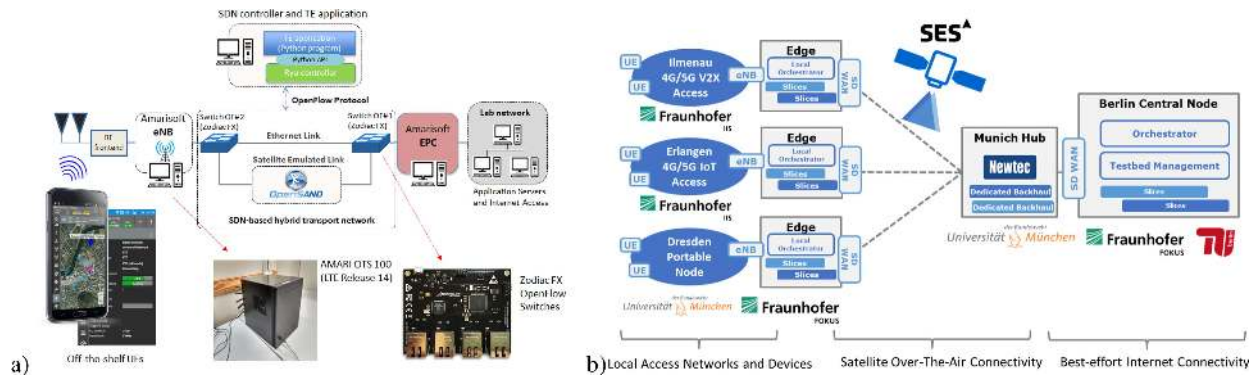 SDN controller and TE application
TE application
(Python program)
Python API
Ryu controller
OpenFlow Protocol
Amarisoft
eNB
RF
frontend
Switch OF#2
(Zodiac FX)
Switch OF#1
(Zodiac FX)
Ethernet Link
Satellite Emulated Link
OpenSAND
SDN-based hybrid transport network
Amarisoft
EPC
Lab network
Application Servers
and Internet Access
AMARI OTS 100
(LTE Release 14)
Zodiac FX
OpenFlow
Switches
Off-the-shelf UEs
a)
SES
UE
UE
Ilmenau
4G/5G V2X
Access
eNB
Edge
Local
Orchestrator
Slices
Slices
SD
WAN
Fraunhofer
IIS
UE
UE
Erlangen
4G/5G IoT
Access
eNB
Edge
Local
Orchestrator
Slices
Slices
SD
WAN
Fraunhofer
IIS
UE
UE
Dresden
Portable
Node
eNB
Edge
Local
Orchestrator
Slices
Slices
SD
WAN
Universität
München
Fraunhofer
FOKUS
Munich Hub
Newtec
Dedicated Backhaul
Dedicated Backhaul
Universität
München
SD WAN
Berlin Central Node
Orchestrator
Testbed Management
Slices
Slices
Fraunhofer
FOKUS
b)
Local Access Networks and Devices
Satellite Over-The-Air Connectivity
Best-effort Internet Connectivity